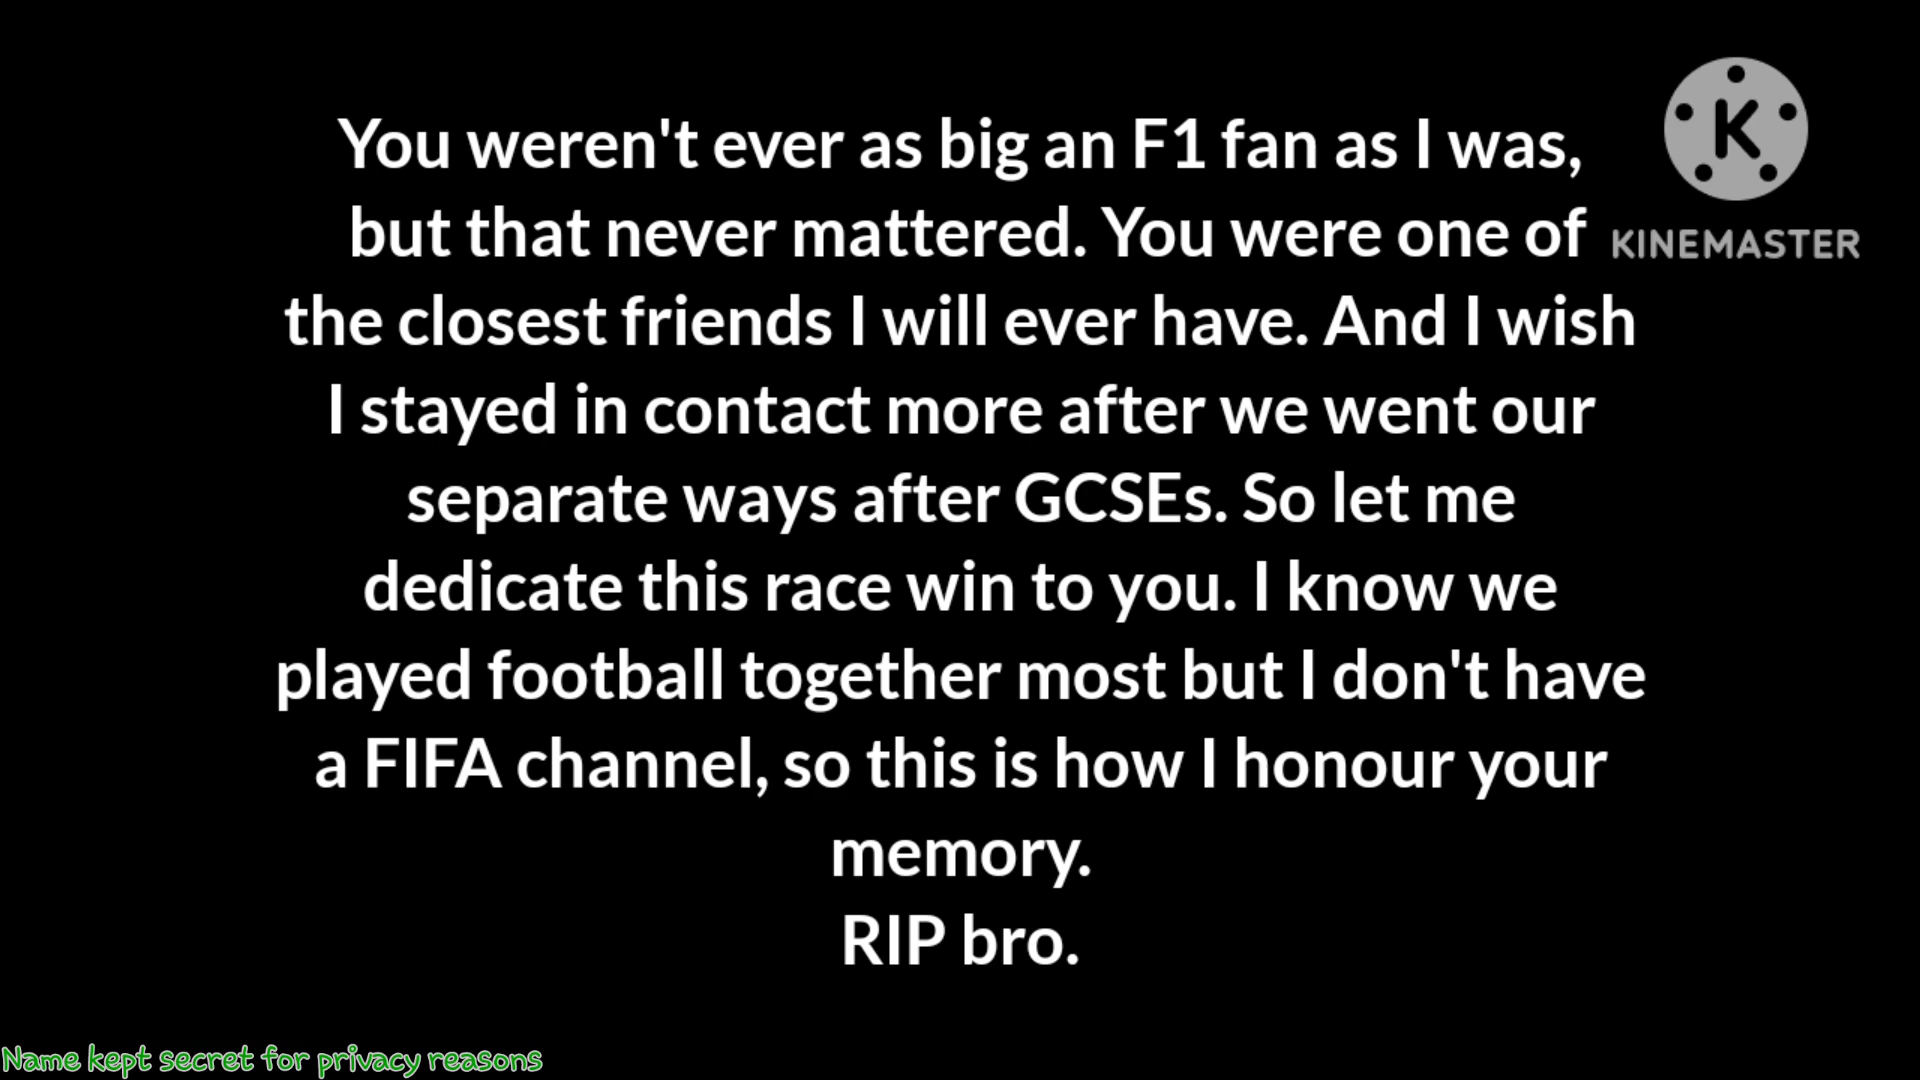 You weren't ever as big an F1 fan as I was,
but that never mattered. You were one of
the closest friends I will ever have. And I wish
I stayed in contact more after we went our
separate ways after GCSEs. So let me
dedicate this race win to you. I know we
played football together most but I don't have
a FIFA channel, so this is how I honour your
memory.
RIP bro.
K
KINEMASTER
Name kept secret for privacy reasons